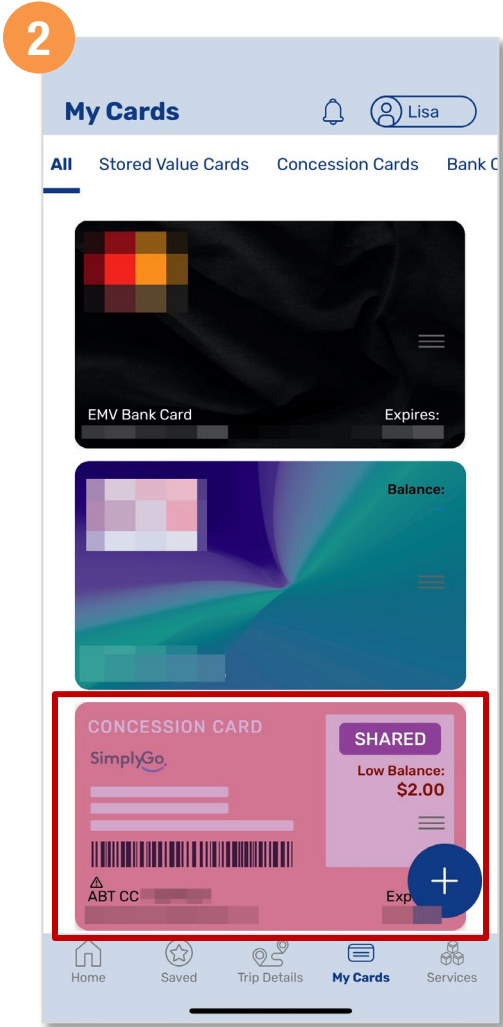 2
My Cards
Lisa
All Stored Value Cards Concession Cards Bank C
EMV Bank Card Expires:
Balance:
CONCESSION CARD
SHARED
SimplyGo
Low Balance:
$2.00
ABT CC Exp
Home Saved Trip Details My Cards Services